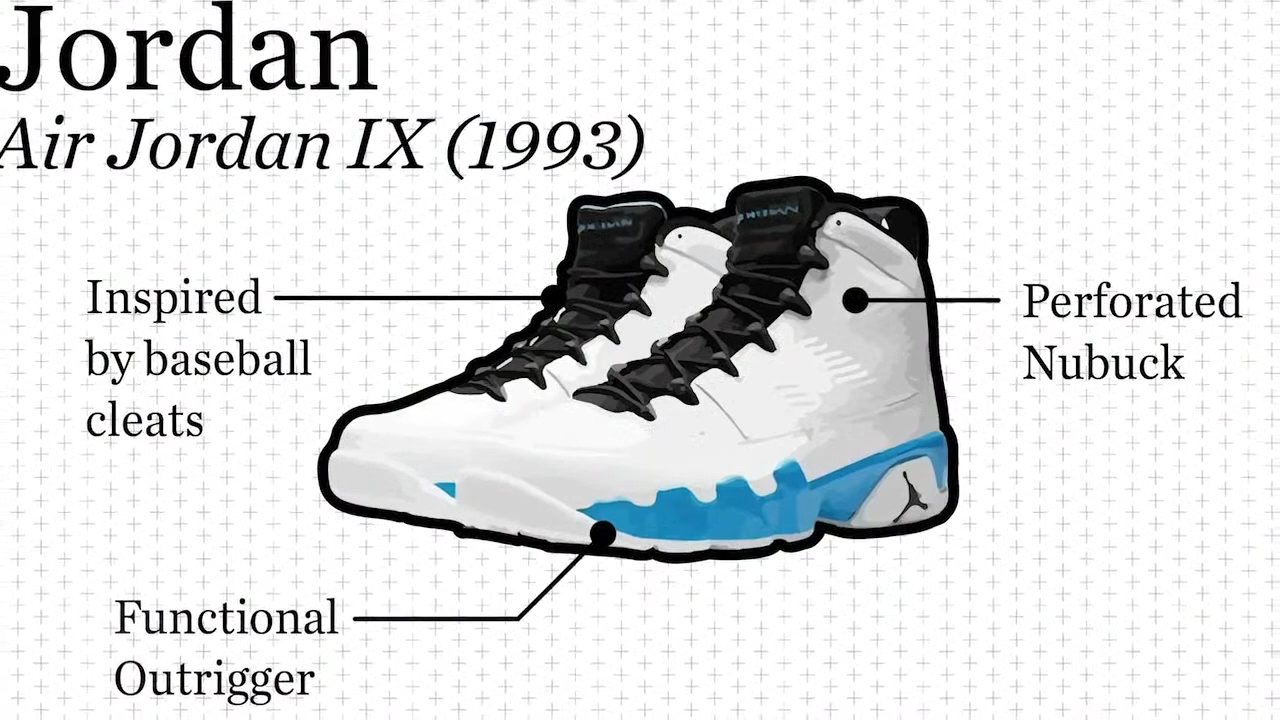 Jordan
Air Jordan IX (1993)
Inspired
by baseball
cleats
Perforated
Nubuck
Functional
Outrigger